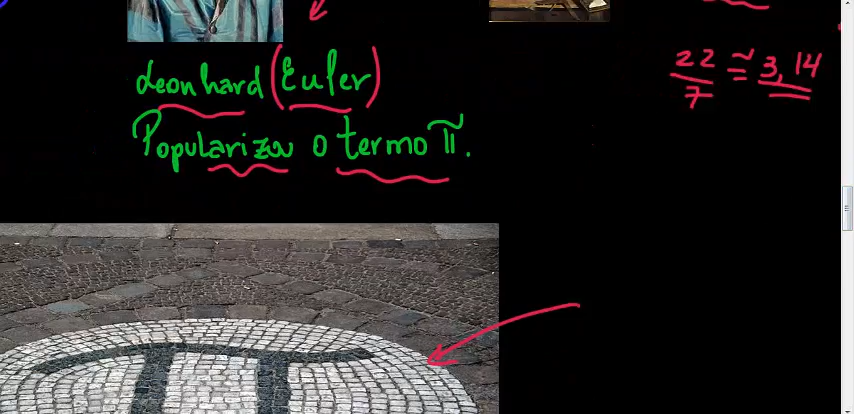 Leonhard (Euler)
Popularizou o termo π.
22/7 ≅ 3,14
π